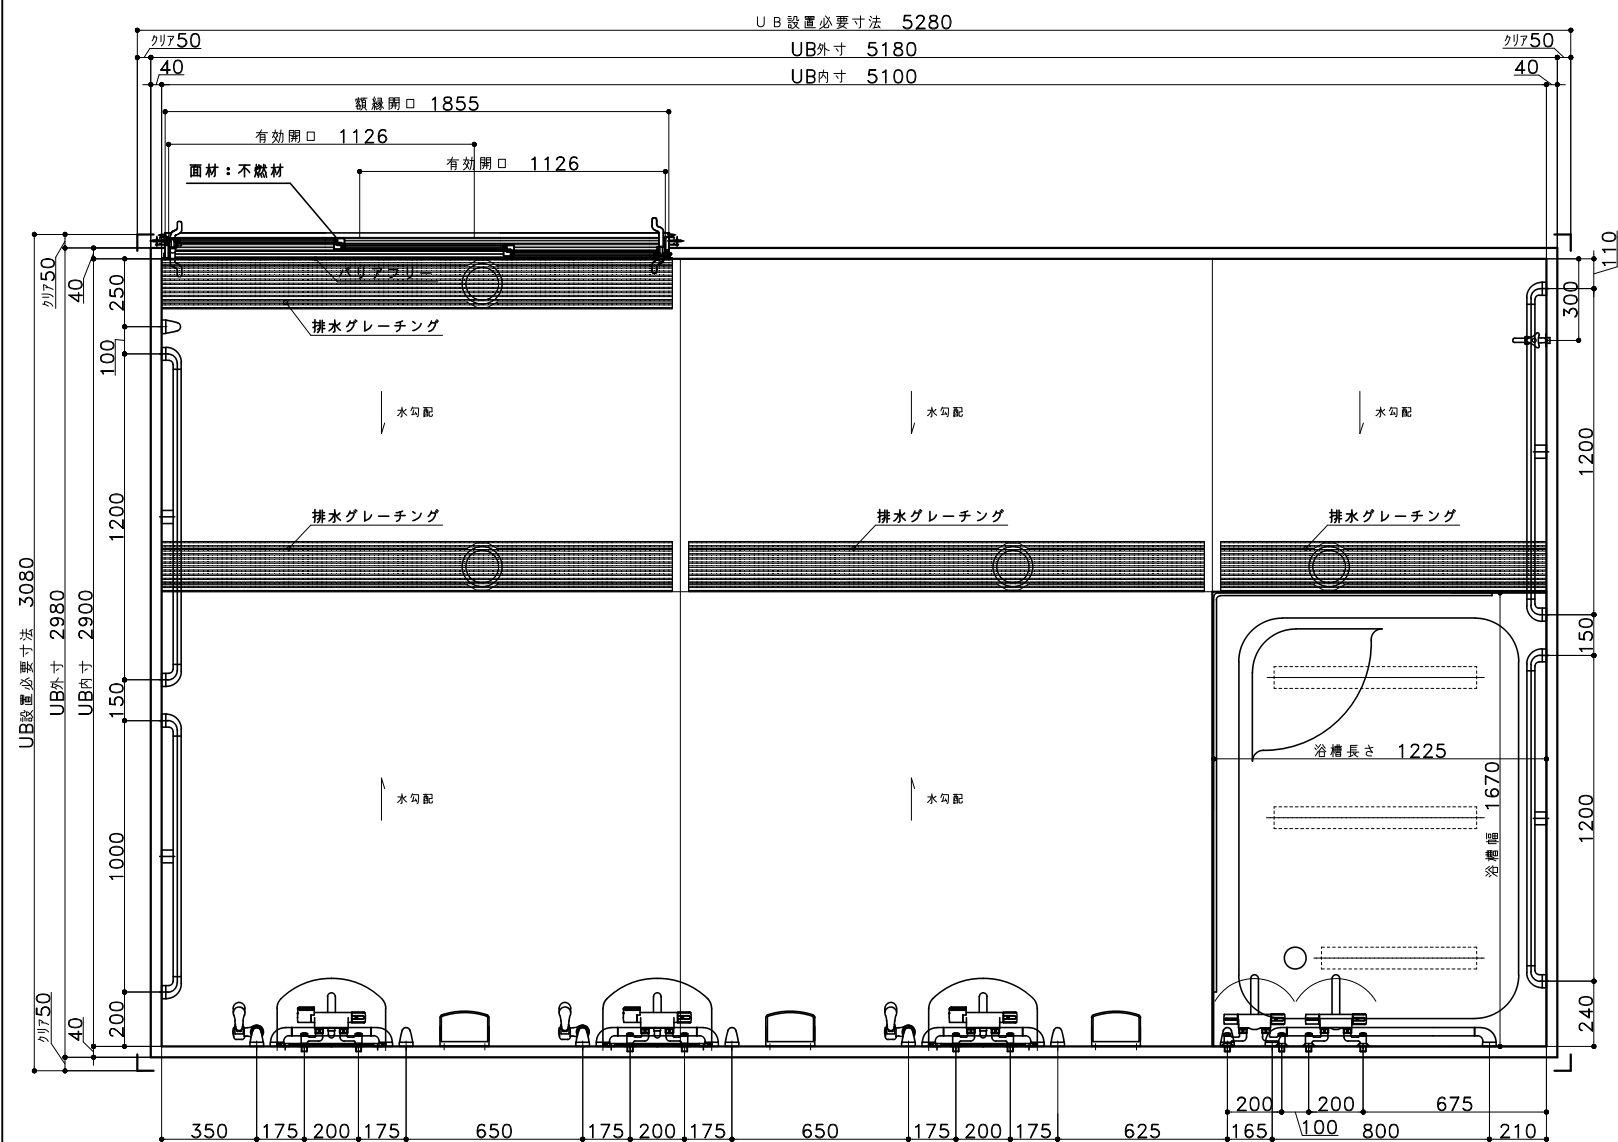 UB設置必要寸法 5280
クリア50
UB外寸 5180
クリア50
40
UB内寸 5100
40
額縁開口 1855
有効開口 1126
有効開口 1126
面材：不燃材
バリアフリー
排水グレーチング
水勾配
水勾配
水勾配
排水グレーチング
排水グレーチング
排水グレーチング
水勾配
水勾配
浴槽長さ 1225
浴槽幅 1670
UB設置必要寸法 3080
UB外寸 2980
UB内寸 2900
クリア50
40
250
100
1200
150
1000
200
クリア50
40
110
300
1200
150
1200
240
200
200
675
100
350
175
200
175
650
175
200
175
650
175
200
175
625
165
800
210